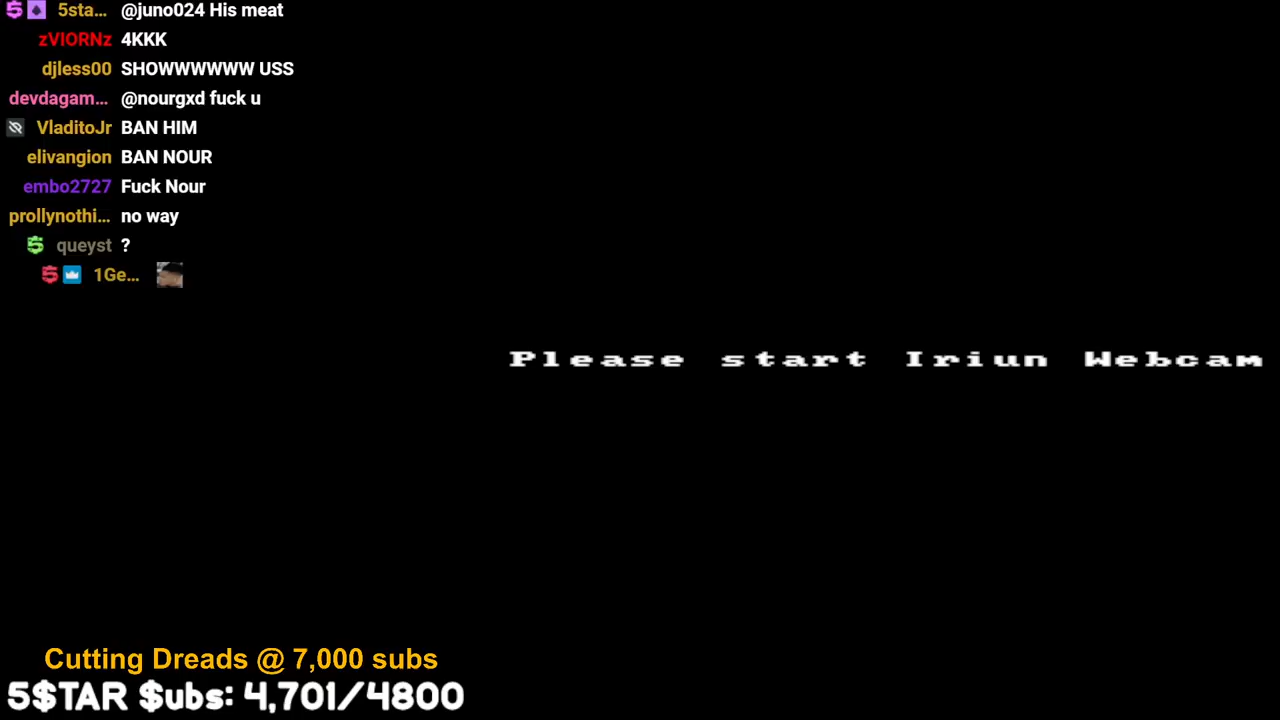 5sta… @juno024 His meat
zVIORNz 4KKK
djless00 SHOWWWWWW USS
devdagam… @nourgxd fuck u
VladitoJr BAN HIM
elivangion BAN NOUR
embo2727 Fuck Nour
prollynothi… no way
queyst ?
1Ge…
Please start Iriun Webcam
Cutting Dreads @ 7,000 subs
5$TAR $ubs: 4,701/4800